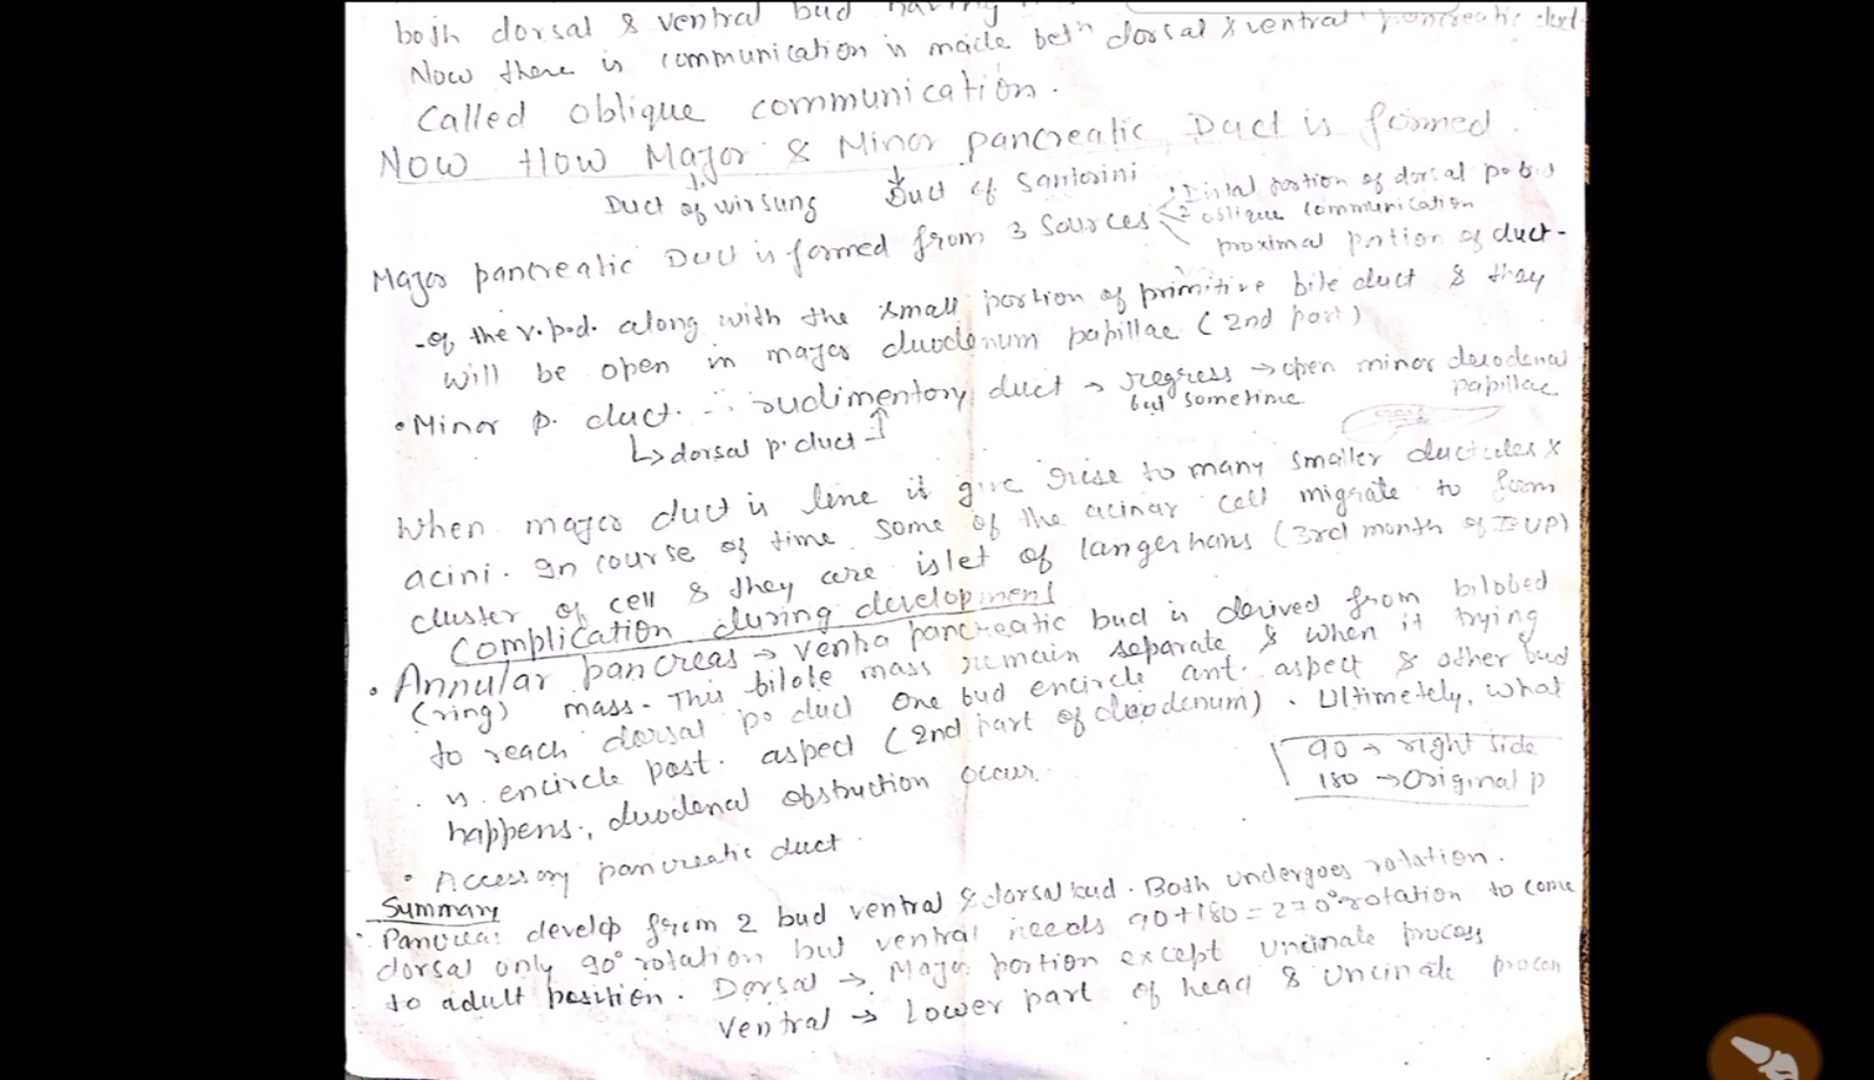 both dorsal & ventral bud having
Now there is communication is made betn dorsal & ventral pancreatic duct
Called oblique communication.
Now How Major & Minor pancreatic Duct is formed.
Duct of wirsung Duct of Santorini
Major pancreatic Duct is formed from 3 Sources
1 Distal portion of dorsal p. bud
2 oblique communication
proximal portion of duct-
-of the v.p.d. along with the small portion of primitive bile duct & they
will be open in major duodenum papillae (2nd part)
• Minor p. duct. ∴ rudimentory duct → regress → open minor duodenal
but sometime papillae
↳ dorsal p. duct
When major duct is line it give rise to many smaller ductules &
acini. In course of time some of the acinar cell migrate to form
cluster of cell & they are islet of langerhans (3rd month of IUP)
Complication during development
• Annular pancreas → ventra pancreatic bud is derived from bilobed
(ring) mass. This bilobe mass remain separate & when it trying
to reach dorsal p. duct One bud encircle ant. aspect & other bud
is encircle post. aspect (2nd part of duodenum). Ultimetely, what
happens, duodenal obstruction occur.
90 → right side
180 → Original p
• Accessory pancreatic duct.
Summary
• Pancreas develop from 2 bud ventral & dorsal bud. Both undergoes rotation.
dorsal only 90° rotation but ventral needs 90+180=270° rotation to come
to adult position. Dorsal → Major portion except uncinate process
Ventral → Lower part of head & Uncinate process